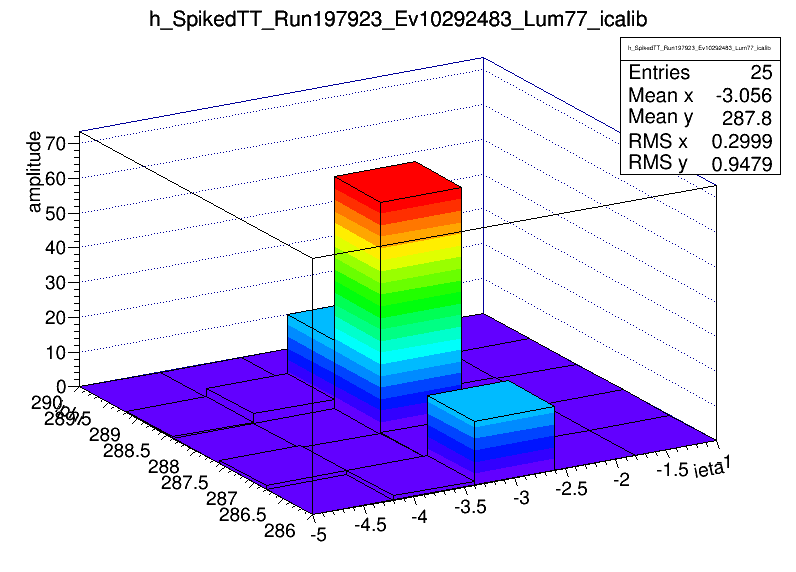 h_SpikedTT_Run197923_Ev10292483_Lum77_icalib
h_SpikedTT_Run197923_Ev10292483_Lum77_icalib
Entries 25
Mean x -3.056
Mean y 287.8
RMS x 0.2999
RMS y 0.9479
amplitude
70
60
50
40
30
20
10
0
290
289.5
289
288.5
288
287.5
287
286.5
286
-5
-4.5
-4
-3.5
-3
-2.5
-2
-1.5
ieta